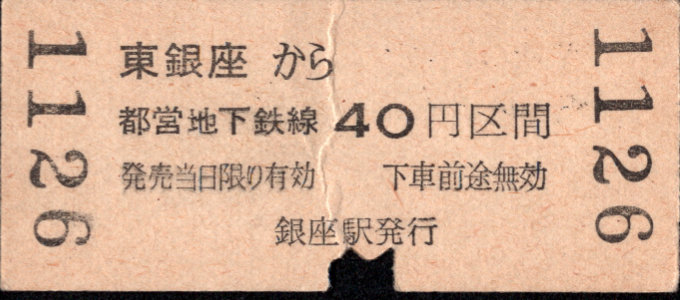 1126
東銀座 から
都営地下鉄線 40円区間
発売当日限り有効 下車前途無効
銀座駅発行
1126